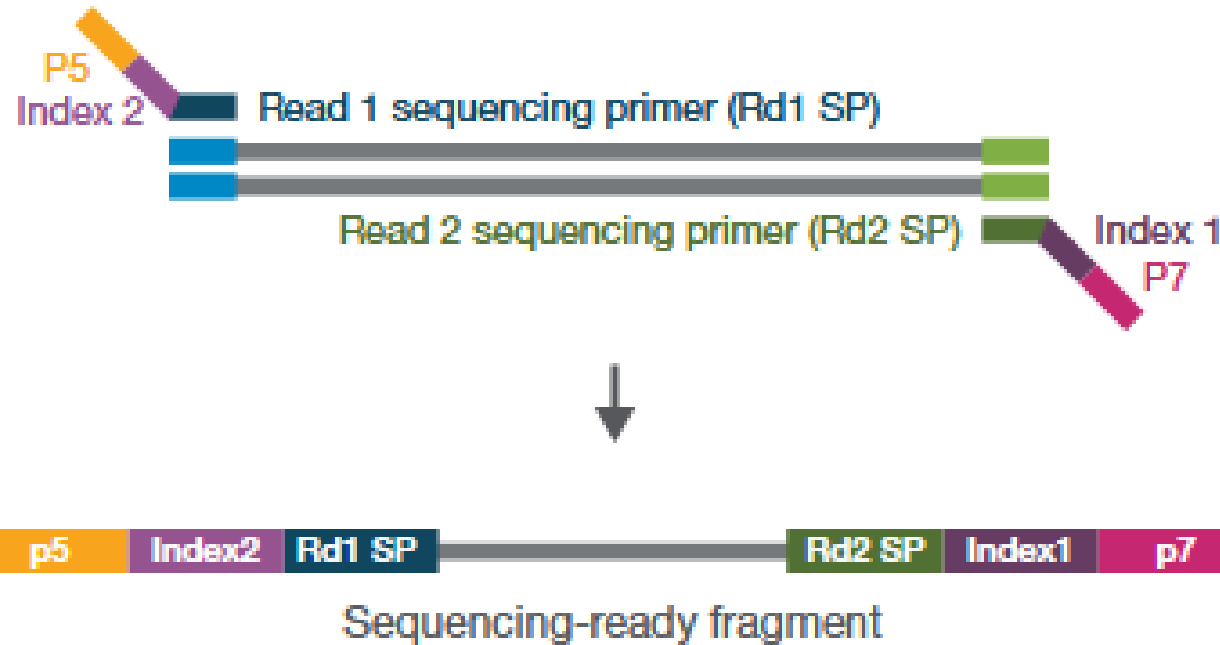 P5
Index 2
Read 1 sequencing primer (Rd1 SP)
Read 2 sequencing primer (Rd2 SP)
Index 1
P7
p5 Index2 Rd1 SP Rd2 SP Index1 p7
Sequencing-ready fragment